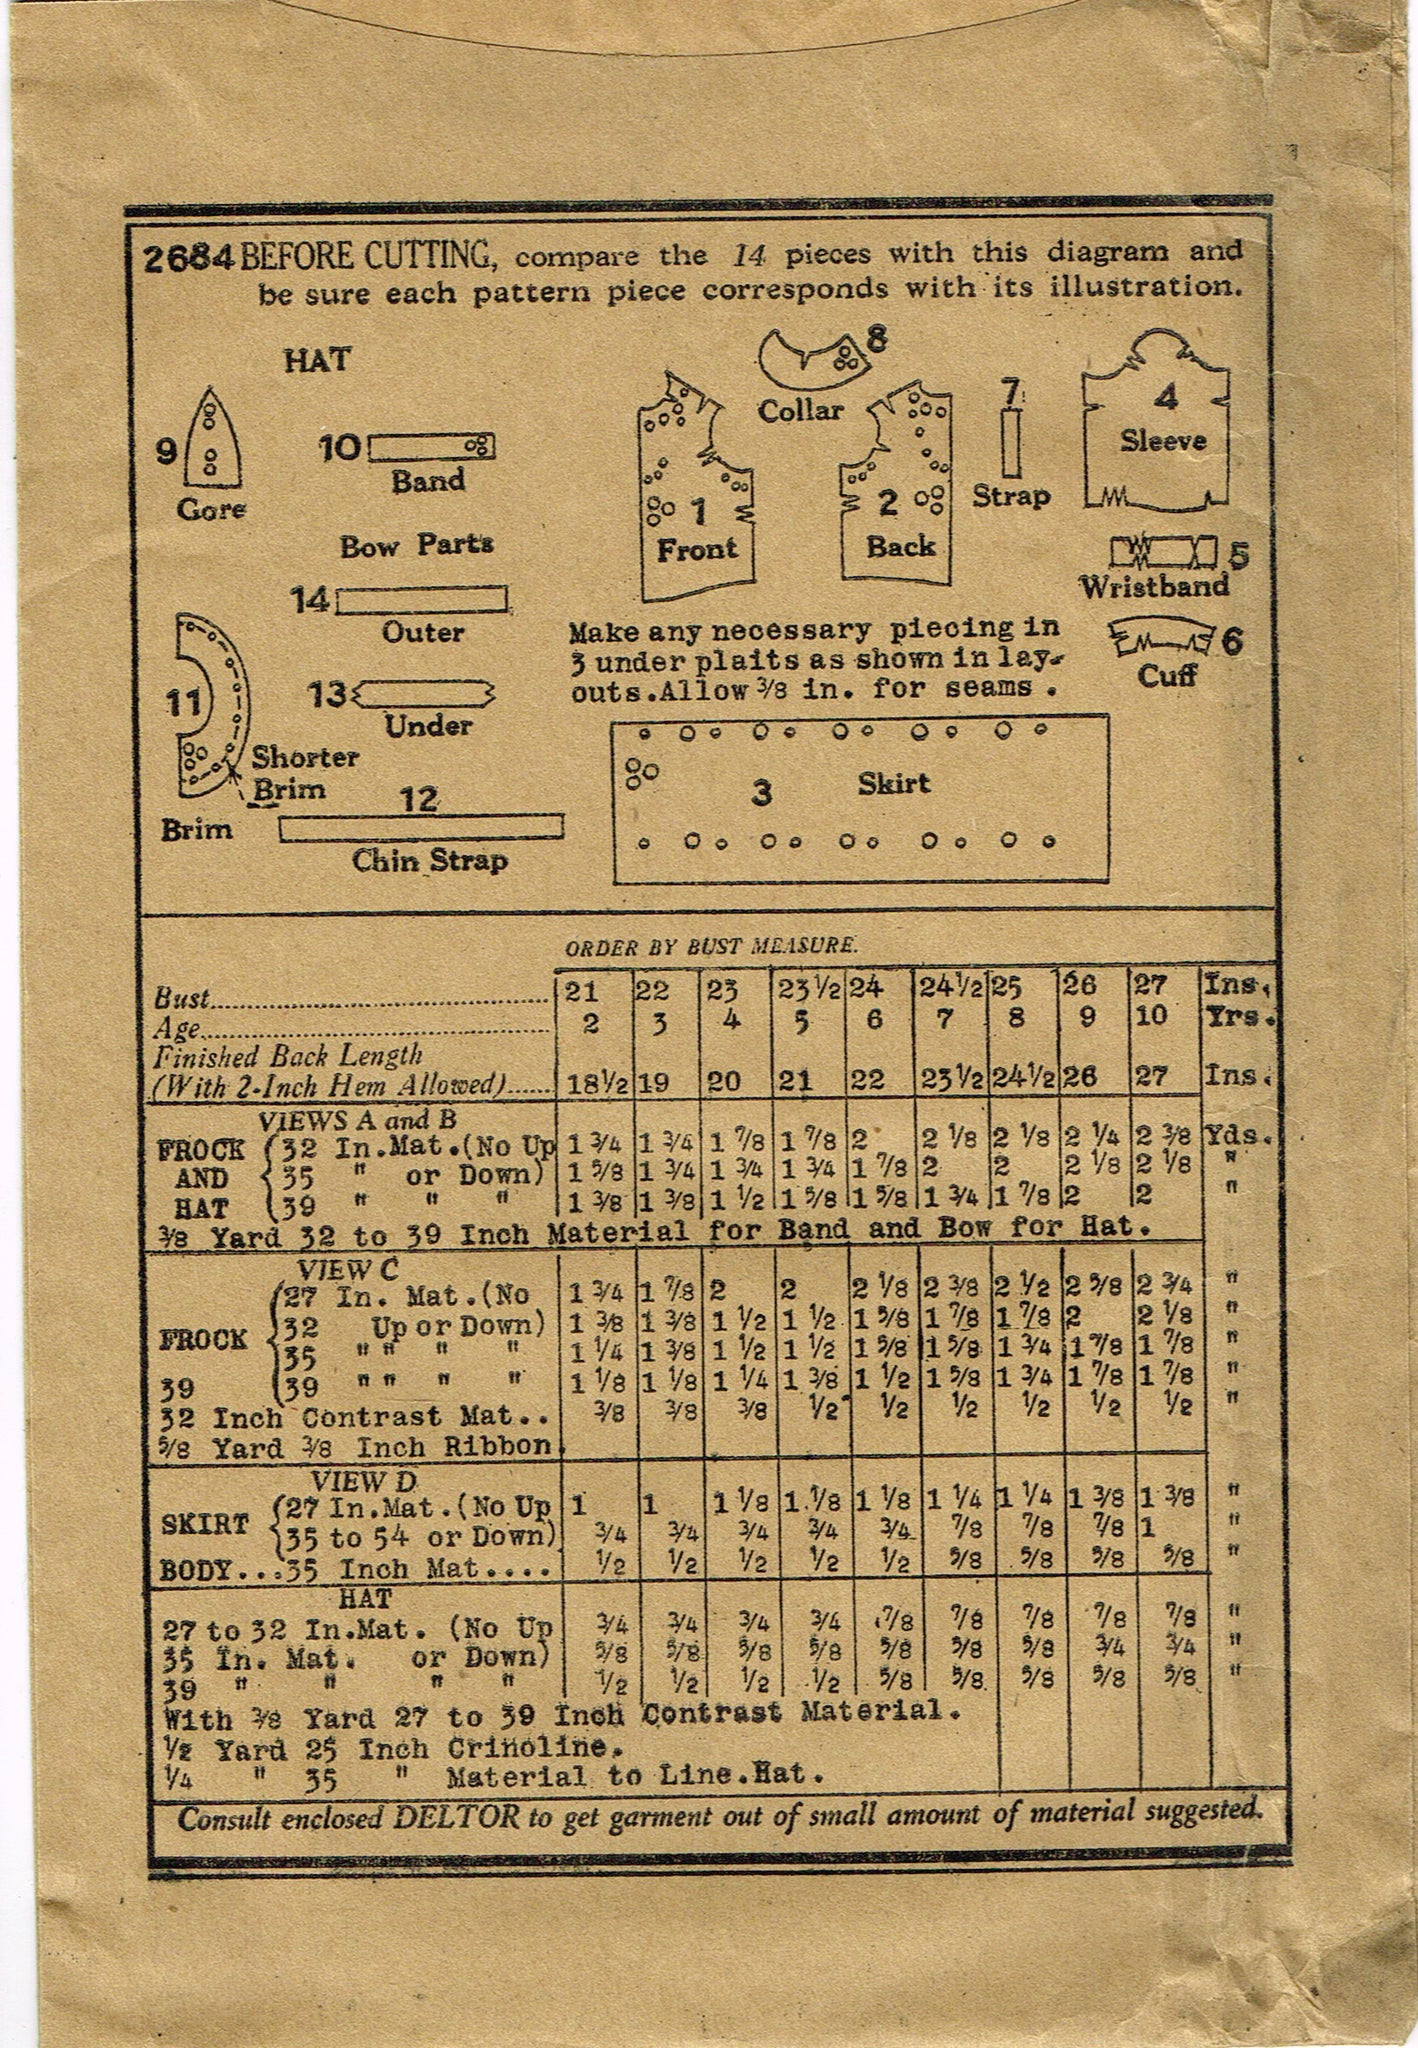 2684 BEFORE CUTTING, compare the 14 pieces with this diagram and
be sure each pattern piece corresponds with its illustration.
HAT
9
Gore
10
Band
Bow Parts
14
Outer
13
Under
11
Shorter
Brim
Brim
12
Chin Strap
8
Collar
1
Front
2
Back
7
Strap
4
Sleeve
5
Wristband
6
Cuff
Make any necessary piecing in
3 under plaits as shown in lay-
outs. Allow 3/8 in. for seams.
3 Skirt
ORDER BY BUST MEASURE.
Bust 21 22 23 23 1/2 24 24 1/2 25 26 27 Ins.
Age 2 3 4 5 6 7 8 9 10 Yrs.
Finished Back Length
(With 2-Inch Hem Allowed) 18 1/2 19 20 21 22 23 1/2 24 1/2 26 27 Ins.
VIEWS A and B
FROCK (32 In. Mat. (No Up 1 3/4 1 3/4 1 7/8 1 7/8 2 2 1/8 2 1/8 2 1/4 2 3/8 Yds.
AND (35 " or Down) 1 5/8 1 3/4 1 3/4 1 3/4 1 7/8 2 2 2 1/8 2 1/8 "
HAT (39 " " " 1 3/8 1 3/8 1 1/2 1 5/8 1 5/8 1 3/4 1 7/8 2 2 "
3/8 Yard 32 to 39 Inch Material for Band and Bow for Hat.
VIEW C
(27 In. Mat. (No 1 3/4 1 7/8 2 2 2 1/8 2 3/8 2 1/2 2 5/8 2 3/4 "
(32 Up or Down) 1 3/8 1 3/8 1 1/2 1 1/2 1 5/8 1 7/8 1 7/8 2 2 1/8 "
FROCK (35 " " " " 1 1/4 1 3/8 1 1/2 1 1/2 1 5/8 1 5/8 1 3/4 1 7/8 1 7/8 "
39 (39 " " " " 1 1/8 1 1/8 1 1/4 1 3/8 1 1/2 1 5/8 1 3/4 1 7/8 1 7/8 "
32 Inch Contrast Mat.. 3/8 3/8 3/8 1/2 1/2 1/2 1/2 1/2 1/2 "
5/8 Yard 3/8 Inch Ribbon.
VIEW D
SKIRT (27 In. Mat. (No Up 1 1 1 1/8 1 1/8 1 1/8 1 1/4 1 1/4 1 3/8 1 3/8 "
(35 to 54 or Down) 3/4 3/4 3/4 3/4 3/4 7/8 7/8 7/8 1 "
BODY...35 Inch Mat.... 1/2 1/2 1/2 1/2 1/2 5/8 5/8 5/8 5/8 "
HAT
27 to 32 In. Mat. (No Up 3/4 3/4 3/4 3/4 7/8 7/8 7/8 7/8 7/8 "
35 In. Mat. or Down) 5/8 5/8 5/8 5/8 5/8 5/8 5/8 3/4 3/4 "
39 " " " " 1/2 1/2 1/2 1/2 5/8 5/8 5/8 5/8 5/8 "
With 3/8 Yard 27 to 39 Inch Contrast Material.
1/2 Yard 25 Inch Crinoline.
1/4 " 35 " Material to Line. Hat.
Consult enclosed DELTOR to get garment out of small amount of material suggested.